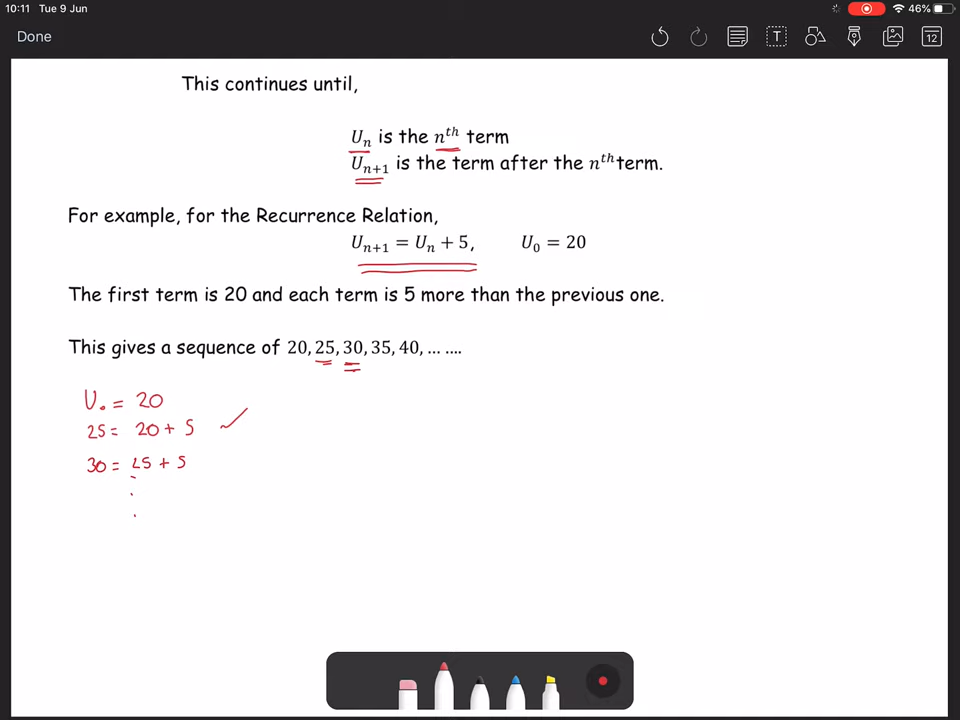 10:11 Tue 9 Jun 46%
Done T 12
This continues until,
Uₙ is the nᵗʰ term
Uₙ₊₁ is the term after the nᵗʰ term.
For example, for the Recurrence Relation,
Uₙ₊₁ = Uₙ + 5, U₀ = 20
The first term is 20 and each term is 5 more than the previous one.
This gives a sequence of 20, 25, 30, 35, 40, ... ....
U₀ = 20
25 = 20 + 5 ✓
30 = 25 + 5